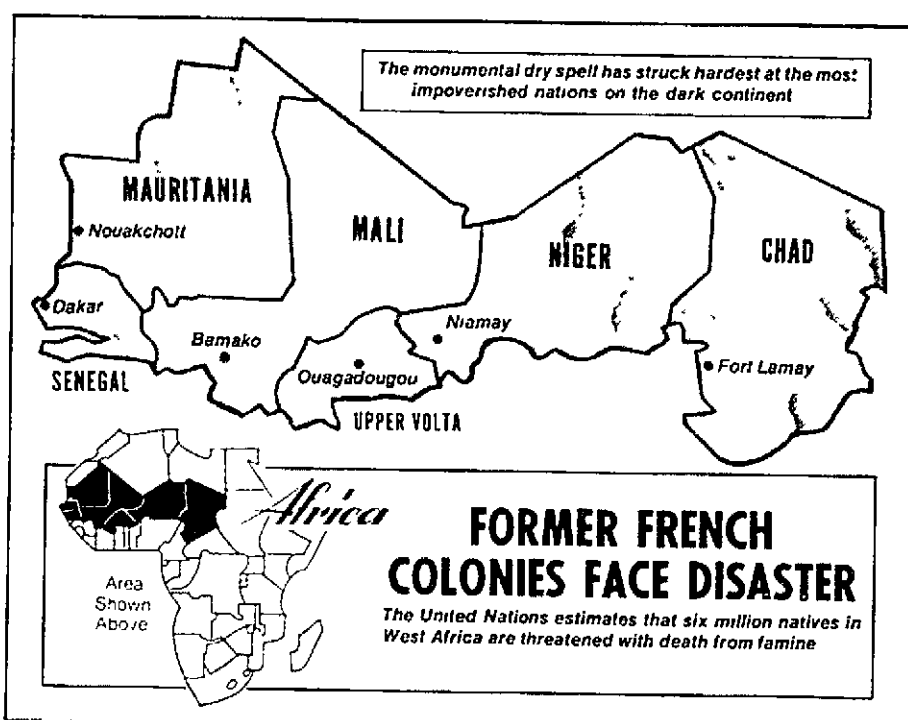 The monumental dry spell has struck hardest at the most
impoverished nations on the dark continent
MAURITANIA
Nouakchott
MALI
NIGER
CHAD
Dakar
Bamako
Niamay
SENEGAL
Ouagadougou
Fort Lamay
UPPER VOLTA
Africa
Area
Shown
Above
FORMER FRENCH
COLONIES FACE DISASTER
The United Nations estimates that six million natives in
West Africa are threatened with death from famine